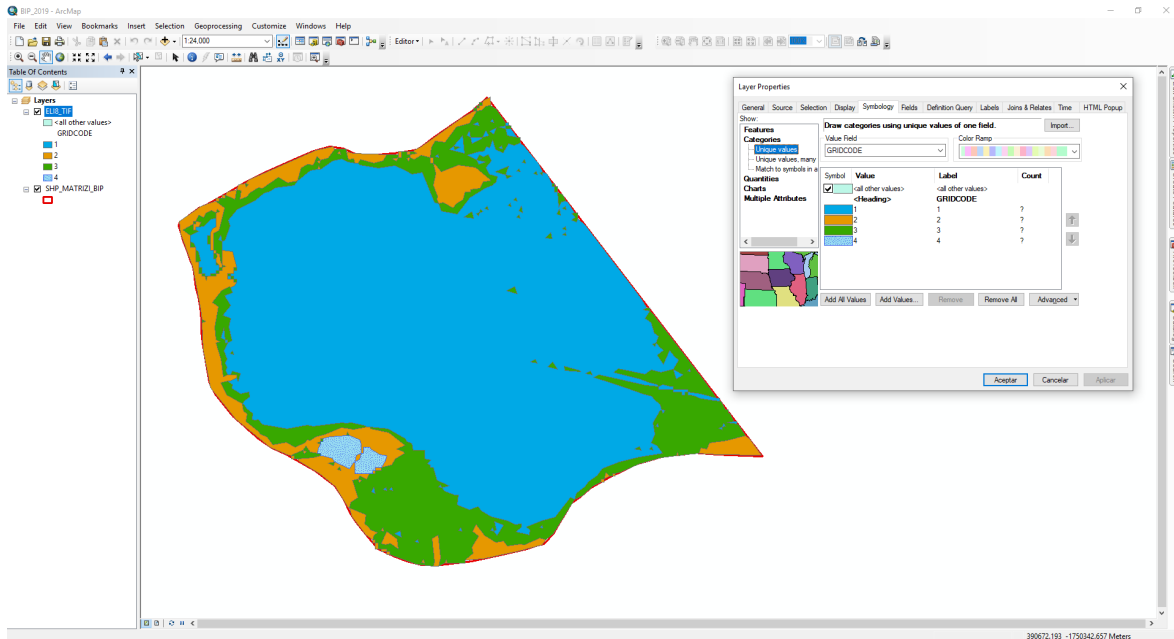 BIP_2019 - ArcMap
File Edit View Bookmarks Insert Selection Geoprocessing Customize Windows Help
1:24,000
Editor
Table Of Contents
Layers
ELI8_TIF
<all other values>
GRIDCODE
1
2
3
4
SHP_MATRIZI_BIP
Layer Properties
General Source Selection Display Symbology Fields Definition Query Labels Joins & Relates Time HTML Popup
Show:
Features
Categories
Unique values
Unique values, many
Match to symbols in a
Quantities
Charts
Multiple Attributes
Draw categories using unique values of one field.
Import...
Value Field
Color Ramp
GRIDCODE
Symbol Value Label Count
<all other values> <all other values>
<Heading> GRIDCODE
1 1 ?
2 2 ?
3 3 ?
4 4 ?
Add All Values Add Values... Remove Remove All Advanced
Aceptar Cancelar Aplicar
390672.193 -1750342.657 Meters